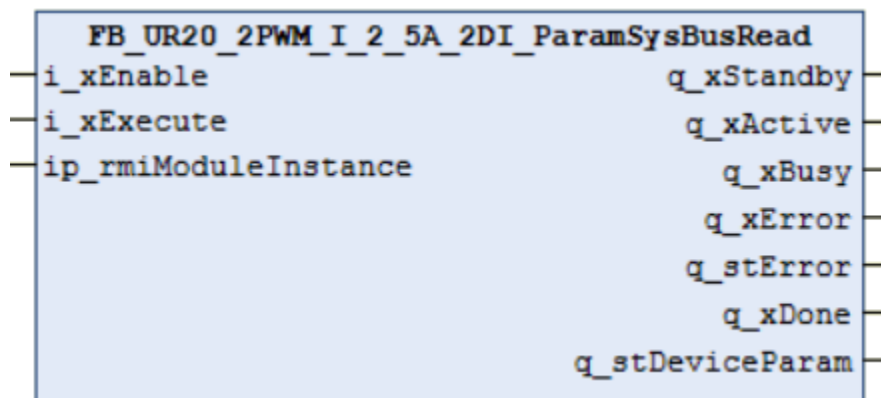 FB_UR20_2PWM_I_2_5A_2DI_ParamSysBusRead
i_xEnable q_xStandby
i_xExecute q_xActive
ip_rmiModuleInstance q_xBusy
q_xError
q_stError
q_xDone
q_stDeviceParam